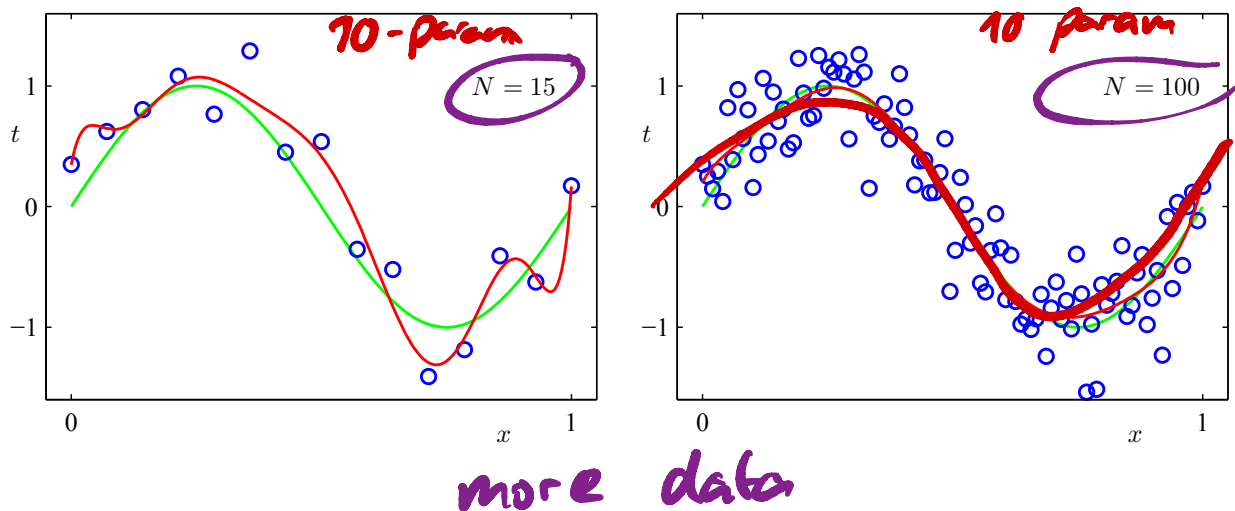 10-param
10 param
N = 15
N = 100
1
t
0
−1
0
x
1
1
t
0
−1
0
x
1
more data